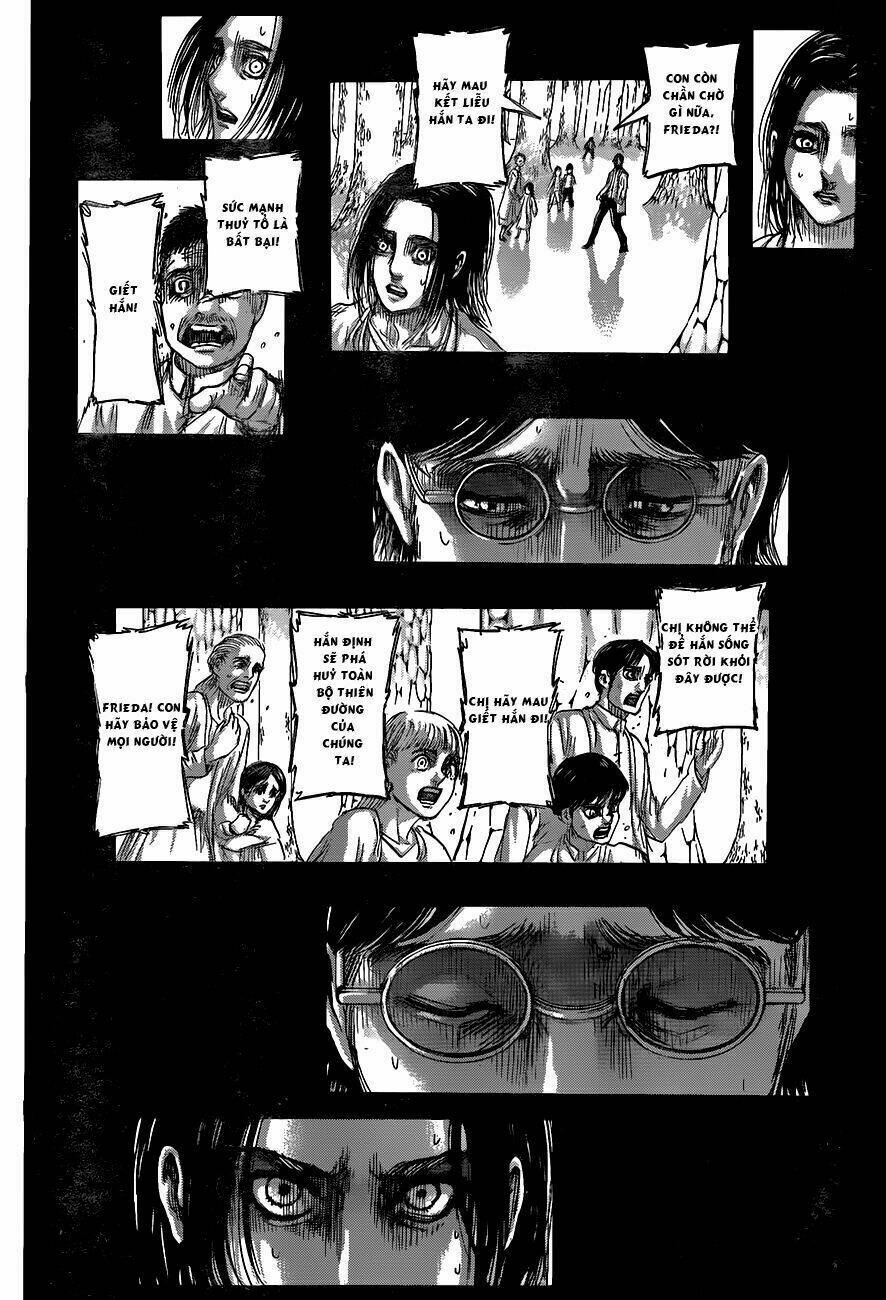 CON CÒN
CHẦN CHỜ
GÌ NỮA,
FRIEDA?!
HÃY MAU
KẾT LIỄU
HẮN TA ĐI!
SỨC MẠNH
THUỶ TỔ LÀ
BẤT BẠI!
GIẾT
HẮN!
CHỊ KHÔNG THỂ
ĐỂ HẮN SỐNG
SÓT RỜI KHỎI
ĐÂY ĐƯỢC!
CHỊ HÃY MAU
GIẾT HẮN ĐI!
HẮN ĐỊNH
SẼ PHÁ
HUỶ TOÀN
BỘ THIÊN
ĐƯỜNG
CỦA
CHÚNG
TA!
FRIEDA! CON
HÃY BẢO VỆ
MỌI NGƯỜI!